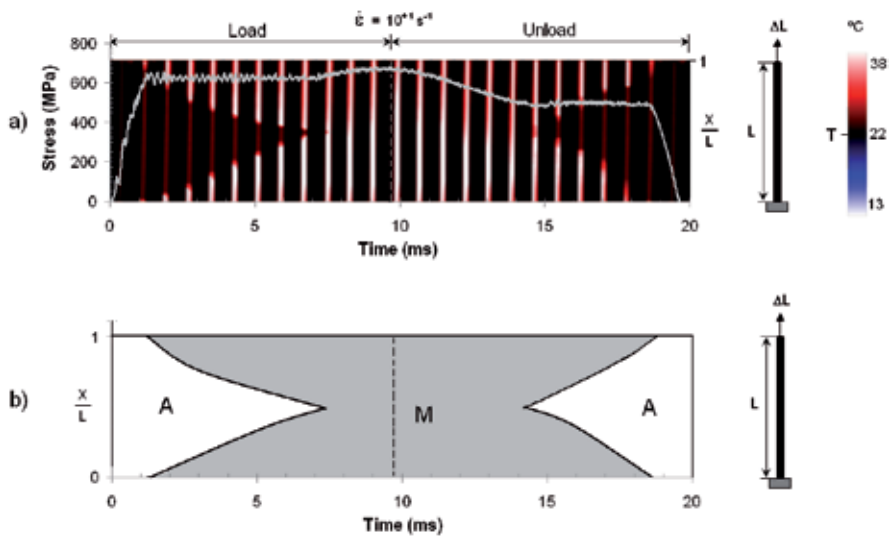 ε̇ = 10⁺¹ s⁻¹
Load
Unload
a)
Stress (MPa)
800
600
400
200
0
0
5
10
15
20
Time (ms)
1
X
L
ΔL
L
ºC
38
T
22
13
b)
X
L
1
0
A
M
A
0
5
10
15
20
Time (ms)
ΔL
L